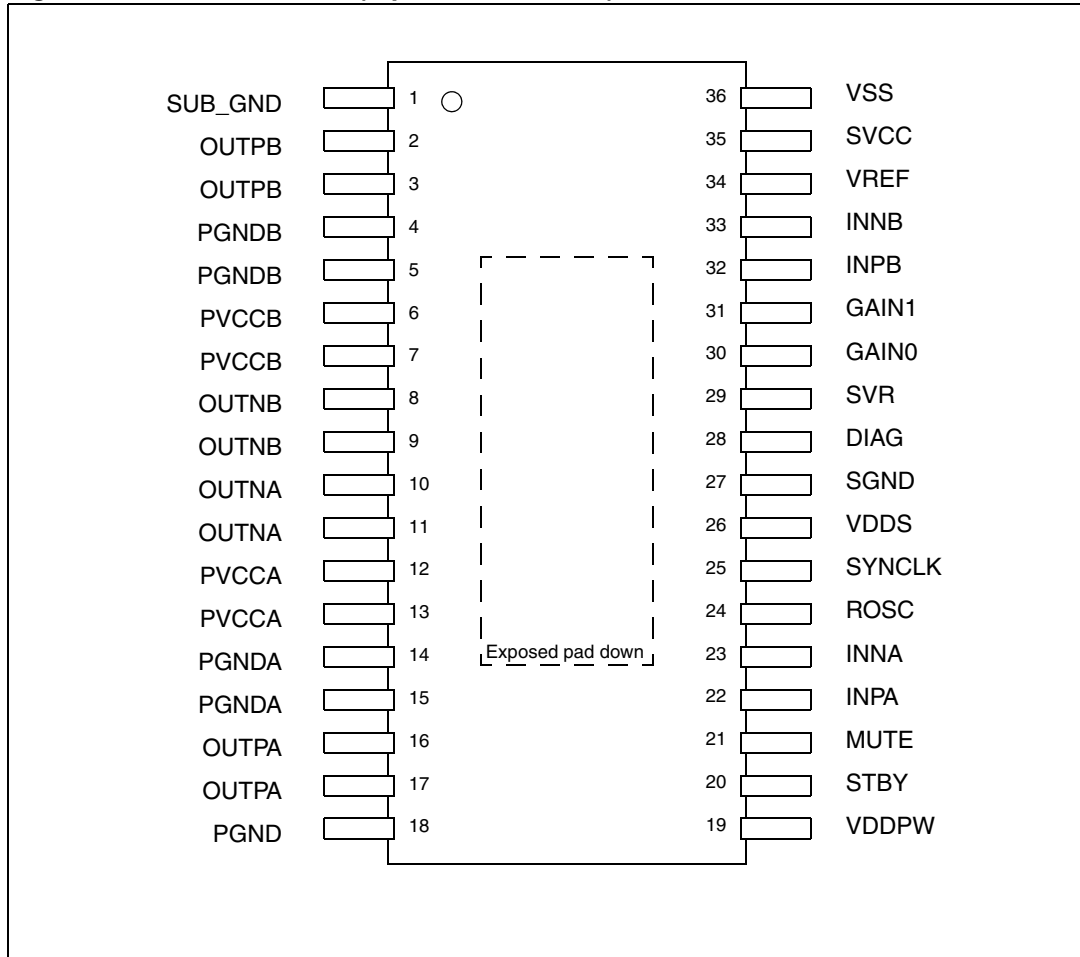 SUB_GND 1 36 VSS
OUTPB 2 35 SVCC
OUTPB 3 34 VREF
PGNDB 4 33 INNB
PGNDB 5 32 INPB
PVCCB 6 31 GAIN1
PVCCB 7 30 GAIN0
OUTNB 8 29 SVR
OUTNB 9 28 DIAG
OUTNA 10 27 SGND
OUTNA 11 26 VDDS
PVCCA 12 25 SYNCLK
PVCCA 13 24 ROSC
PGNDA 14 Exposed pad down 23 INNA
PGNDA 15 22 INPA
OUTPA 16 21 MUTE
OUTPA 17 20 STBY
PGND 18 19 VDDPW